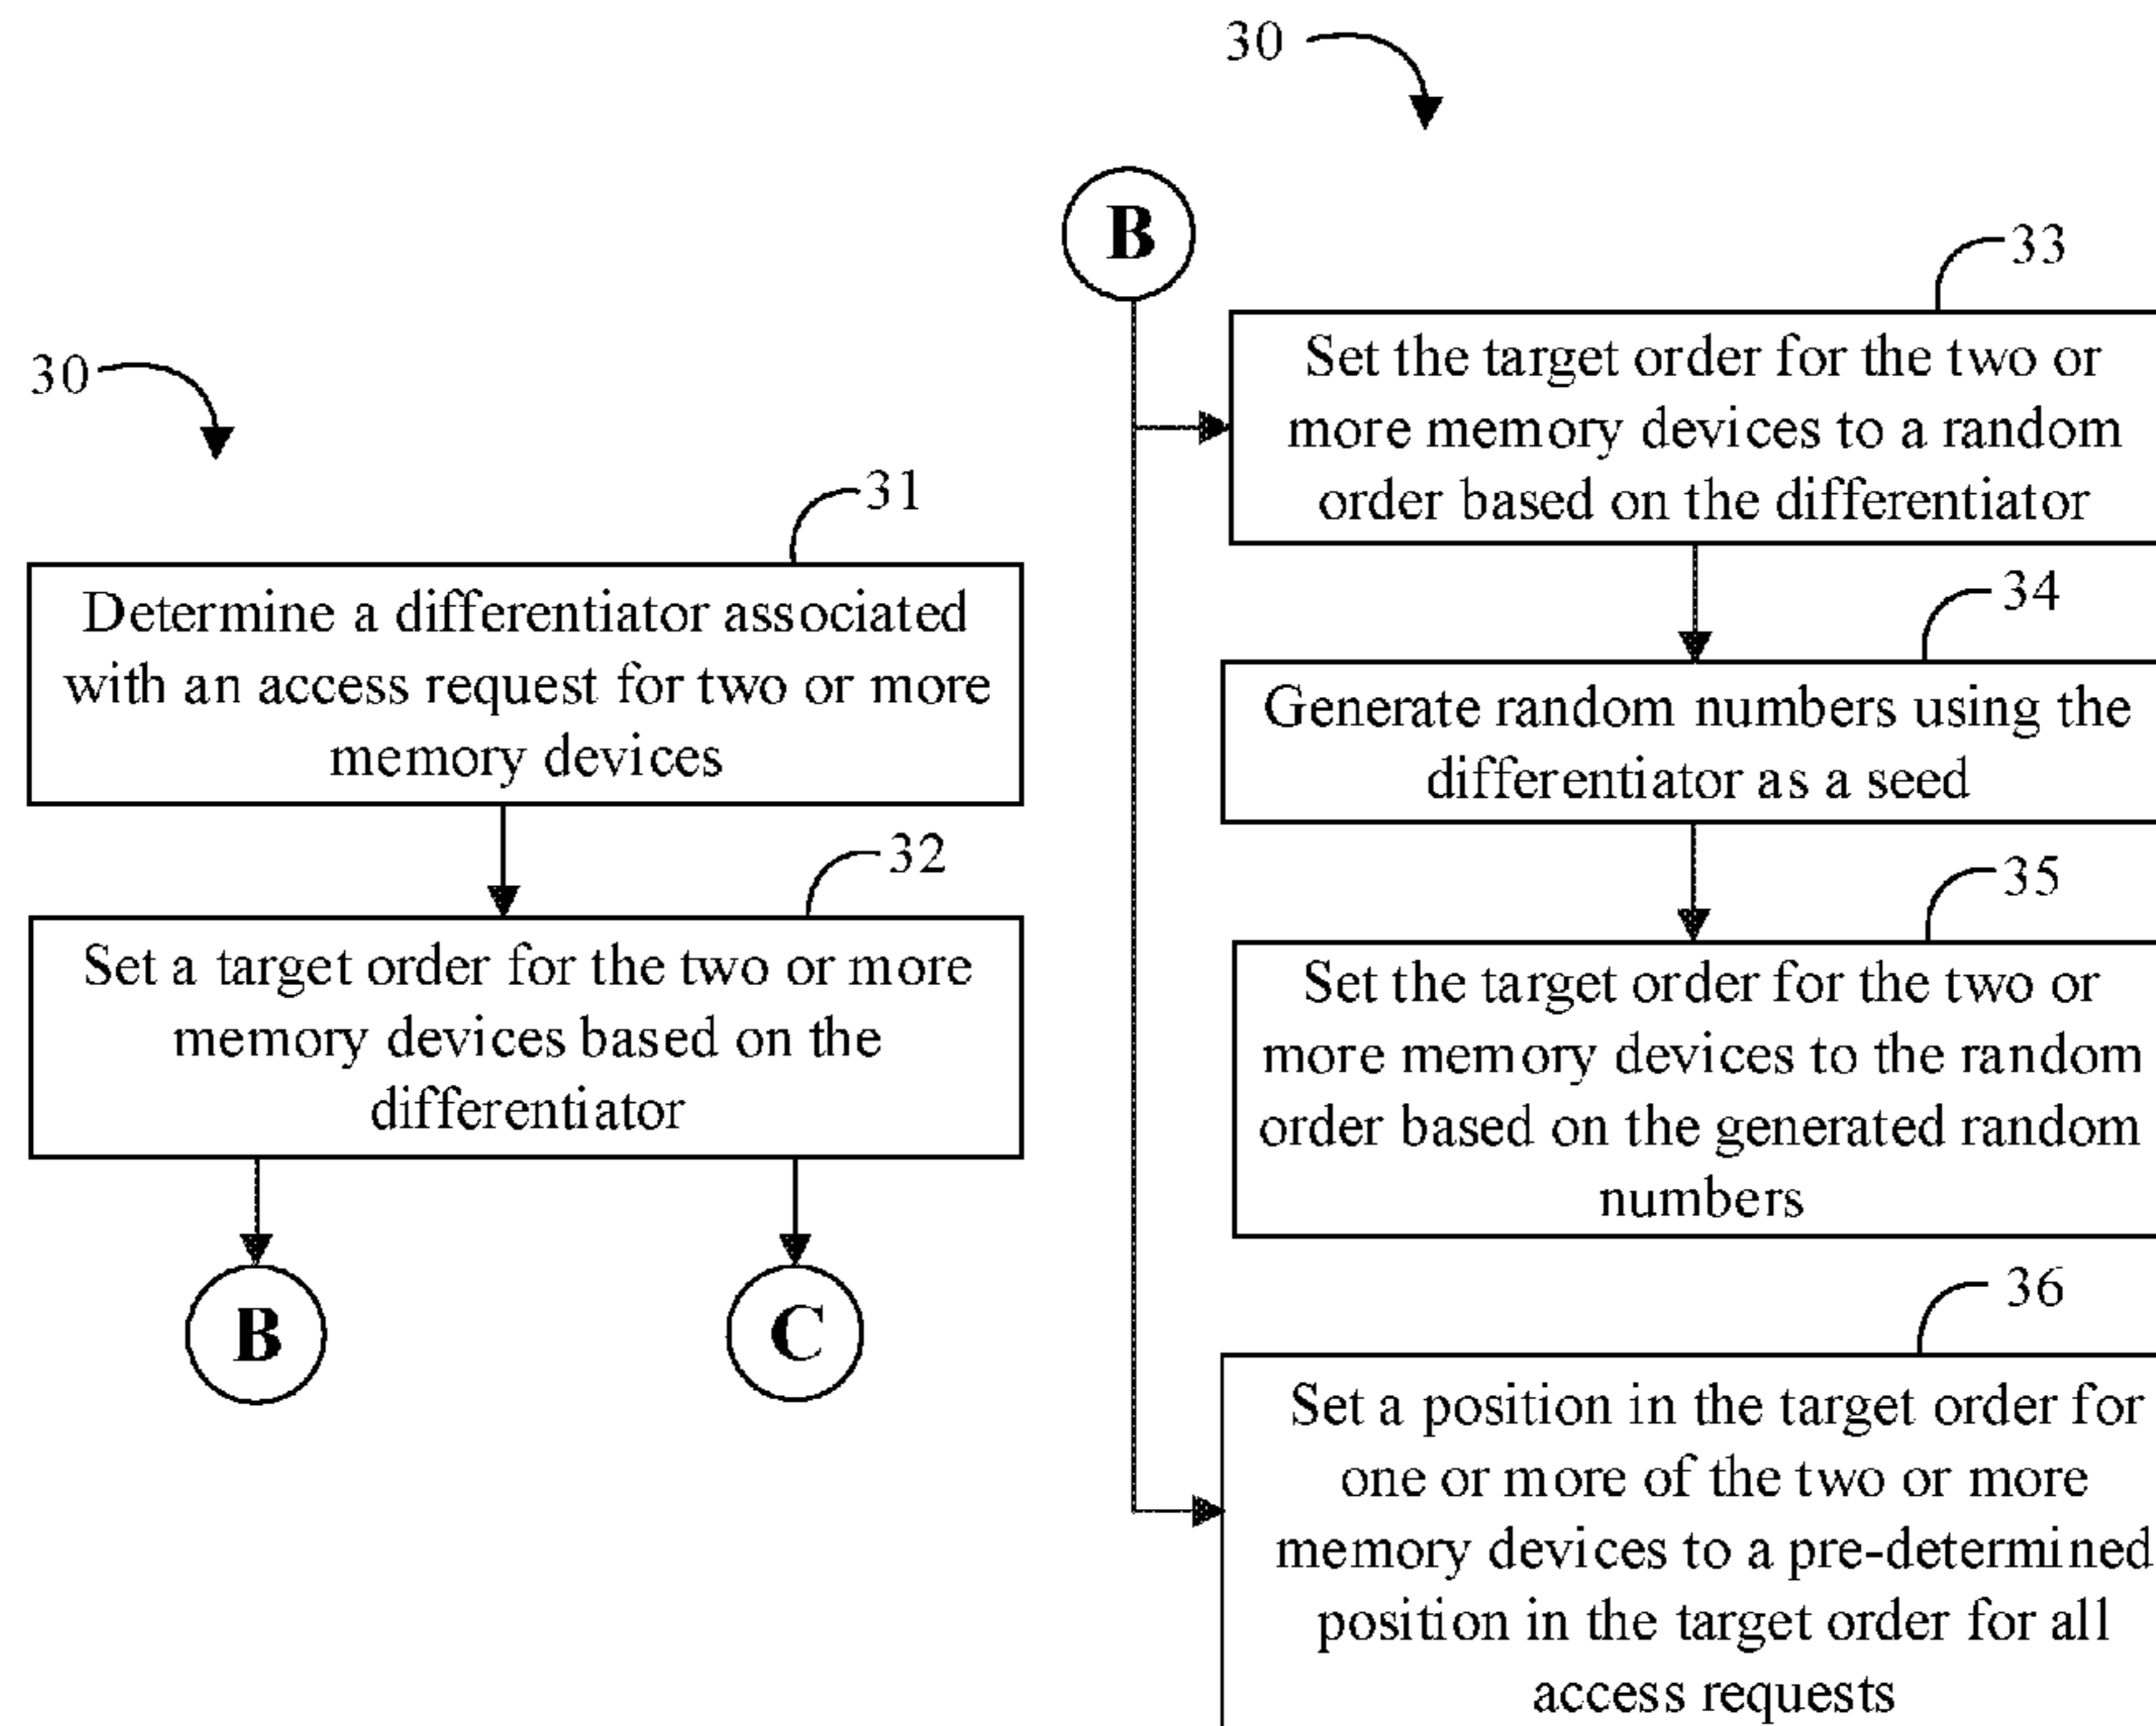 30
31
Determine a differentiator associated
with an access request for two or more
memory devices
32
Set a target order for the two or more
memory devices based on the
differentiator
B
C
30
B
33
Set the target order for the two or
more memory devices to a random
order based on the differentiator
34
Generate random numbers using the
differentiator as a seed
35
Set the target order for the two or
more memory devices to the random
order based on the generated random
numbers
36
Set a position in the target order for
one or more of the two or more
memory devices to a pre-determined
position in the target order for all
access requests